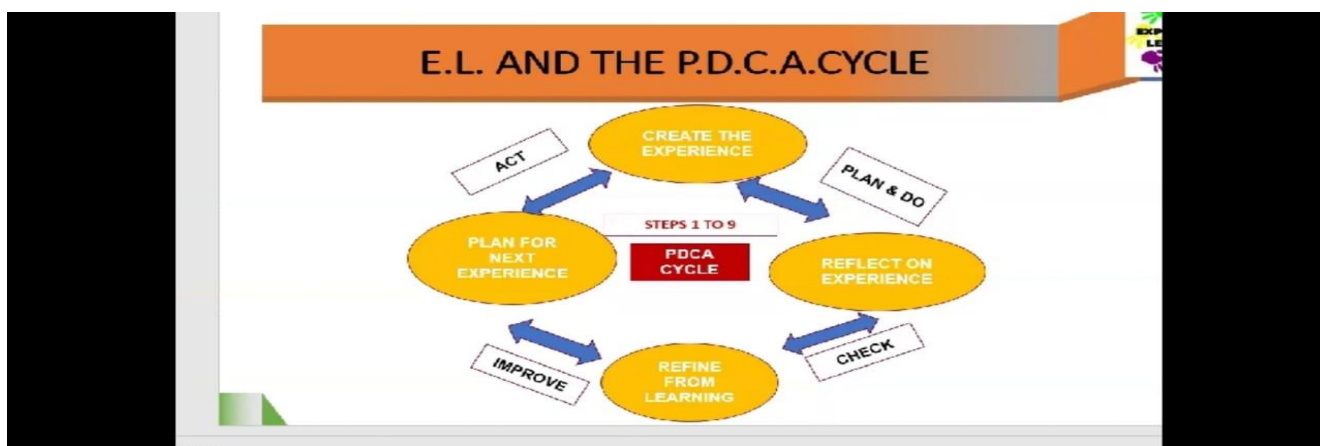 E.L. AND THE P.D.C.A.CYCLE
CREATE THE
EXPERIENCE
ACT
PLAN & DO
STEPS 1 TO 9
PDCA
CYCLE
PLAN FOR
NEXT
EXPERIENCE
REFLECT ON
EXPERIENCE
IMPROVE
CHECK
REFINE
FROM
LEARNING